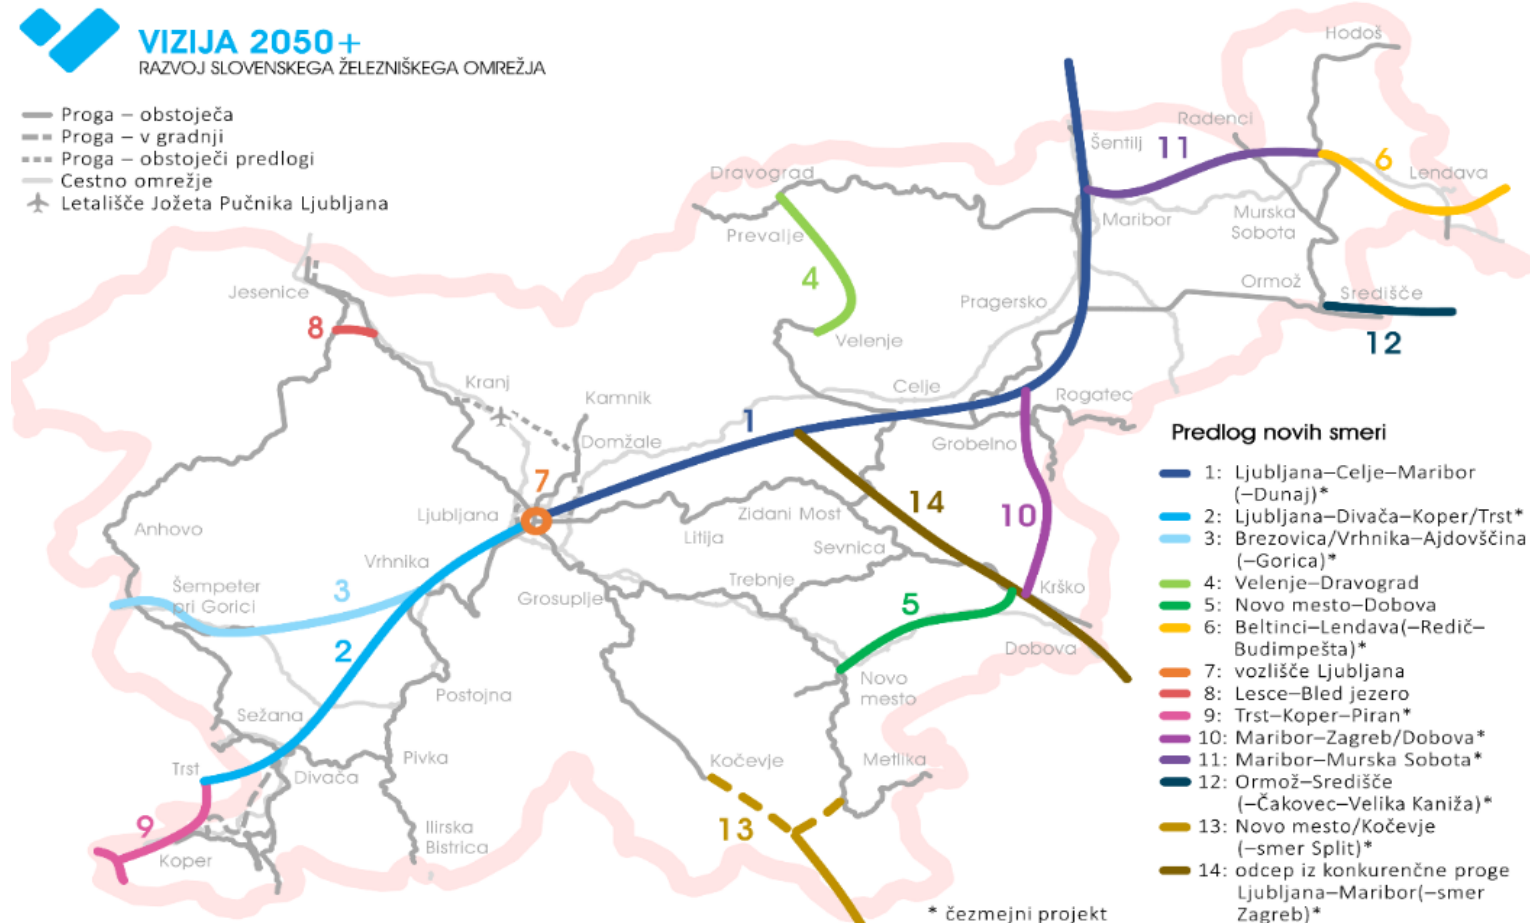 VIZIJA 2050+
RAZVOJ SLOVENSKEGA ŽELEZNIŠKEGA OMREŽJA
Proga – obstoječa
Proga – v gradnji
Proga – obstoječi predlogi
Cestno omrežje
Letališče Jožeta Pučnika Ljubljana
Hodoš
Radenci
Šentilj
11
6
Dravograd
Lendava
Prevalje
Maribor
Murska
Sobota
4
Jesenice
Pragersko
Ormož
Središče
8
Velenje
12
Kranj
Kamnik
Celje
Rogatec
1
Domžale
Grobelno
7
14
10
Ljubljana
Anhovo
Zidani Most
Litija
Sevnica
Vrhnika
Šempeter
pri Gorici
3
Trebnje
Krško
Grosuplje
5
2
Dobova
Novo
mesto
Postojna
Sežana
Pivka
Kočevje
Metlika
Trst
Divača
9
13
Ilirska
Bistrica
Koper
Predlog novih smeri
1: Ljubljana–Celje–Maribor
(–Dunaj)*
2: Ljubljana–Divača–Koper/Trst*
3: Brezovica/Vrhnika–Ajdovščina
(–Gorica)*
4: Velenje–Dravograd
5: Novo mesto–Dobova
6: Beltinci–Lendava(–Redič–
Budimpešta)*
7: vozlišče Ljubljana
8: Lesce–Bled jezero
9: Trst–Koper–Piran*
10: Maribor–Zagreb/Dobova*
11: Maribor–Murska Sobota*
12: Ormož–Središče
(–Čakovec–Velika Kaniža)*
13: Novo mesto/Kočevje
(–smer Split)*
14: odcep iz konkurenčne proge
Ljubljana–Maribor(–smer
Zagreb)*
* čezmejni projekt